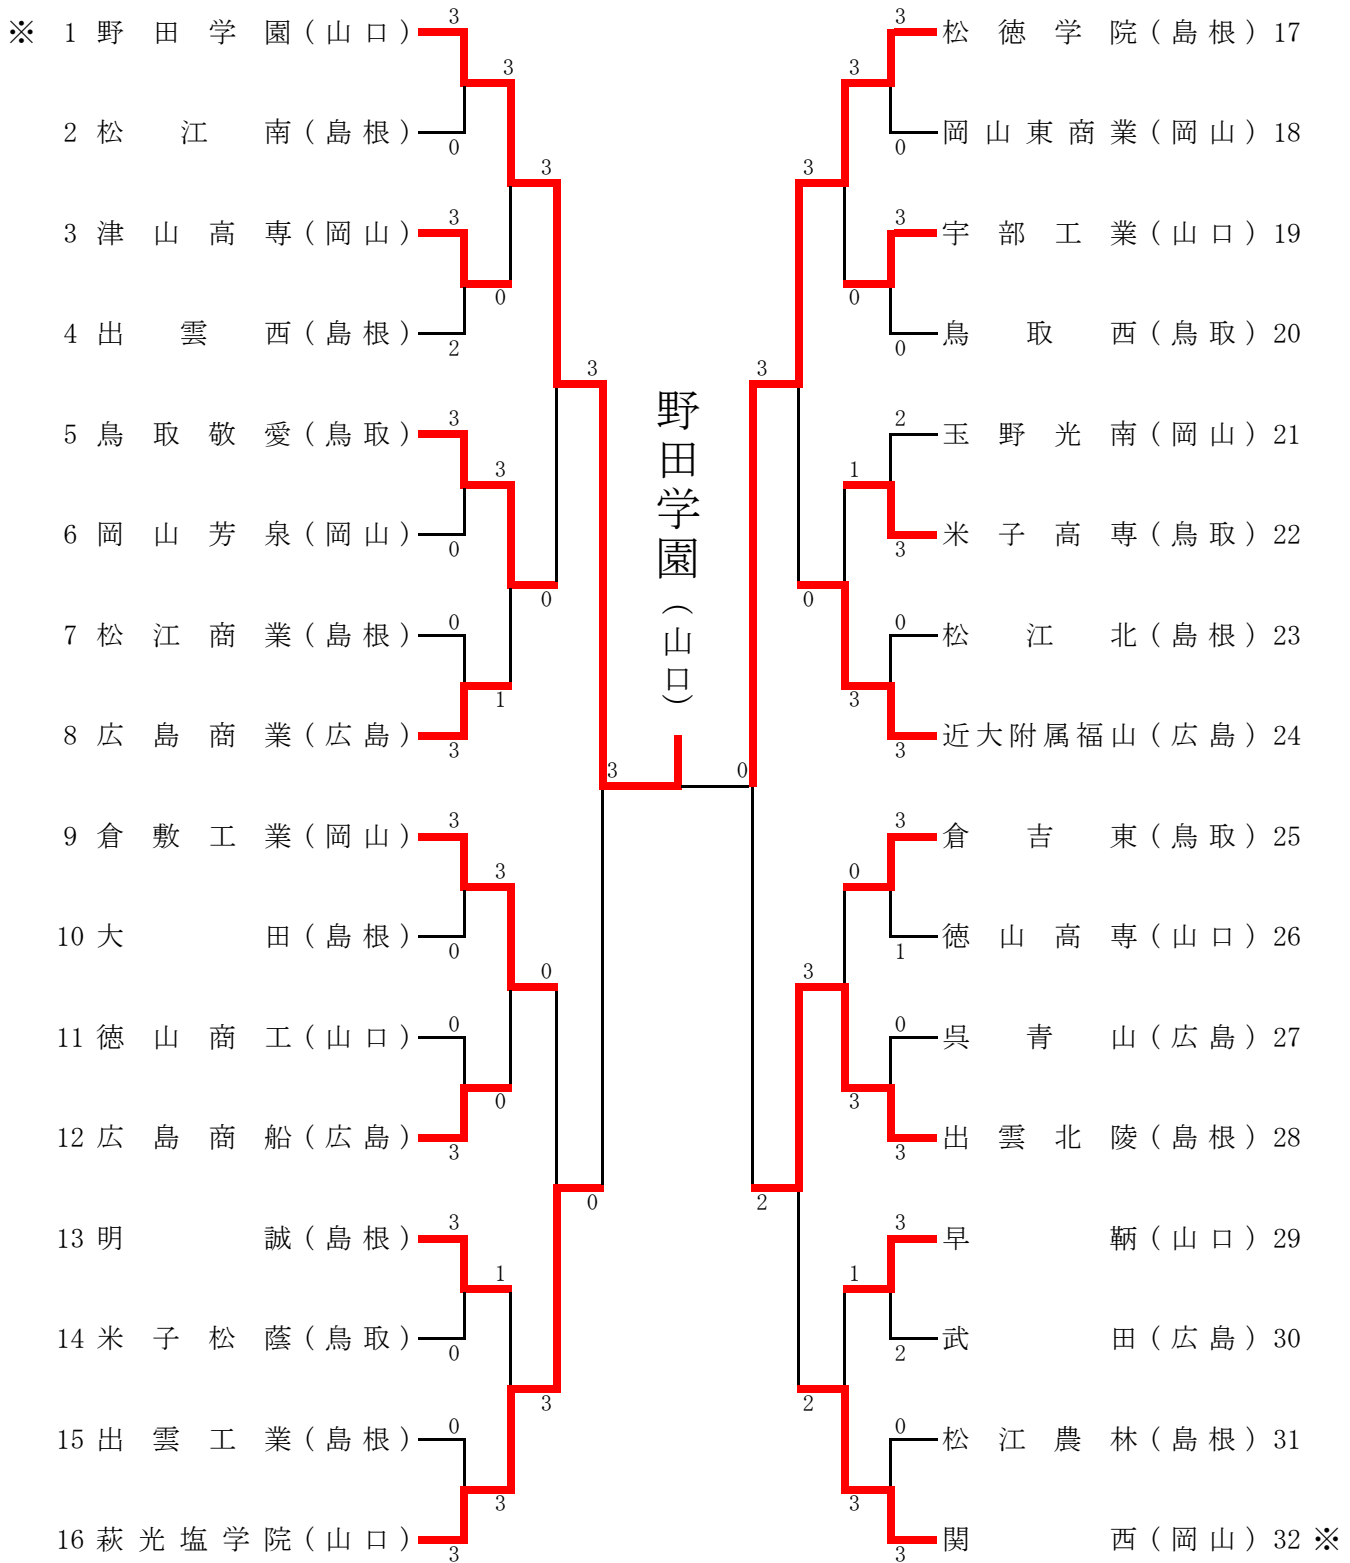 ※ 1 野田学園(山口) 3
3
2 松江南(島根) 0
3
3 津山高専(岡山) 3
0
4 出雲西(島根) 2
3
5 鳥取敬愛(鳥取) 3
3
6 岡山芳泉(岡山) 0
0
7 松江商業(島根) 0
1
8 広島商業(広島) 3
3
9 倉敷工業(岡山) 3
3
10 大田(島根) 0
0
11 徳山商工(山口) 0
0
12 広島商船(広島) 3
0
13 明誠(島根) 3
1
14 米子松蔭(鳥取) 0
3
15 出雲工業(島根) 0
3
16 萩光塩学院(山口) 3
野田学園(山口)
3 松徳学院(島根) 17
3
0 岡山東商業(岡山) 18
3
3 宇部工業(山口) 19
0
0 鳥取西(鳥取) 20
3
2 玉野光南(岡山) 21
1
3 米子高専(鳥取) 22
0
0 松江北(島根) 23
3
3 近大附属福山(広島) 24
0
3 倉吉東(鳥取) 25
0
1 徳山高専(山口) 26
3
0 呉青山(広島) 27
3
3 出雲北陵(島根) 28
2
3 早鞆(山口) 29
1
2 武田(広島) 30
2
0 松江農林(島根) 31
3
3 関西(岡山) 32 ※